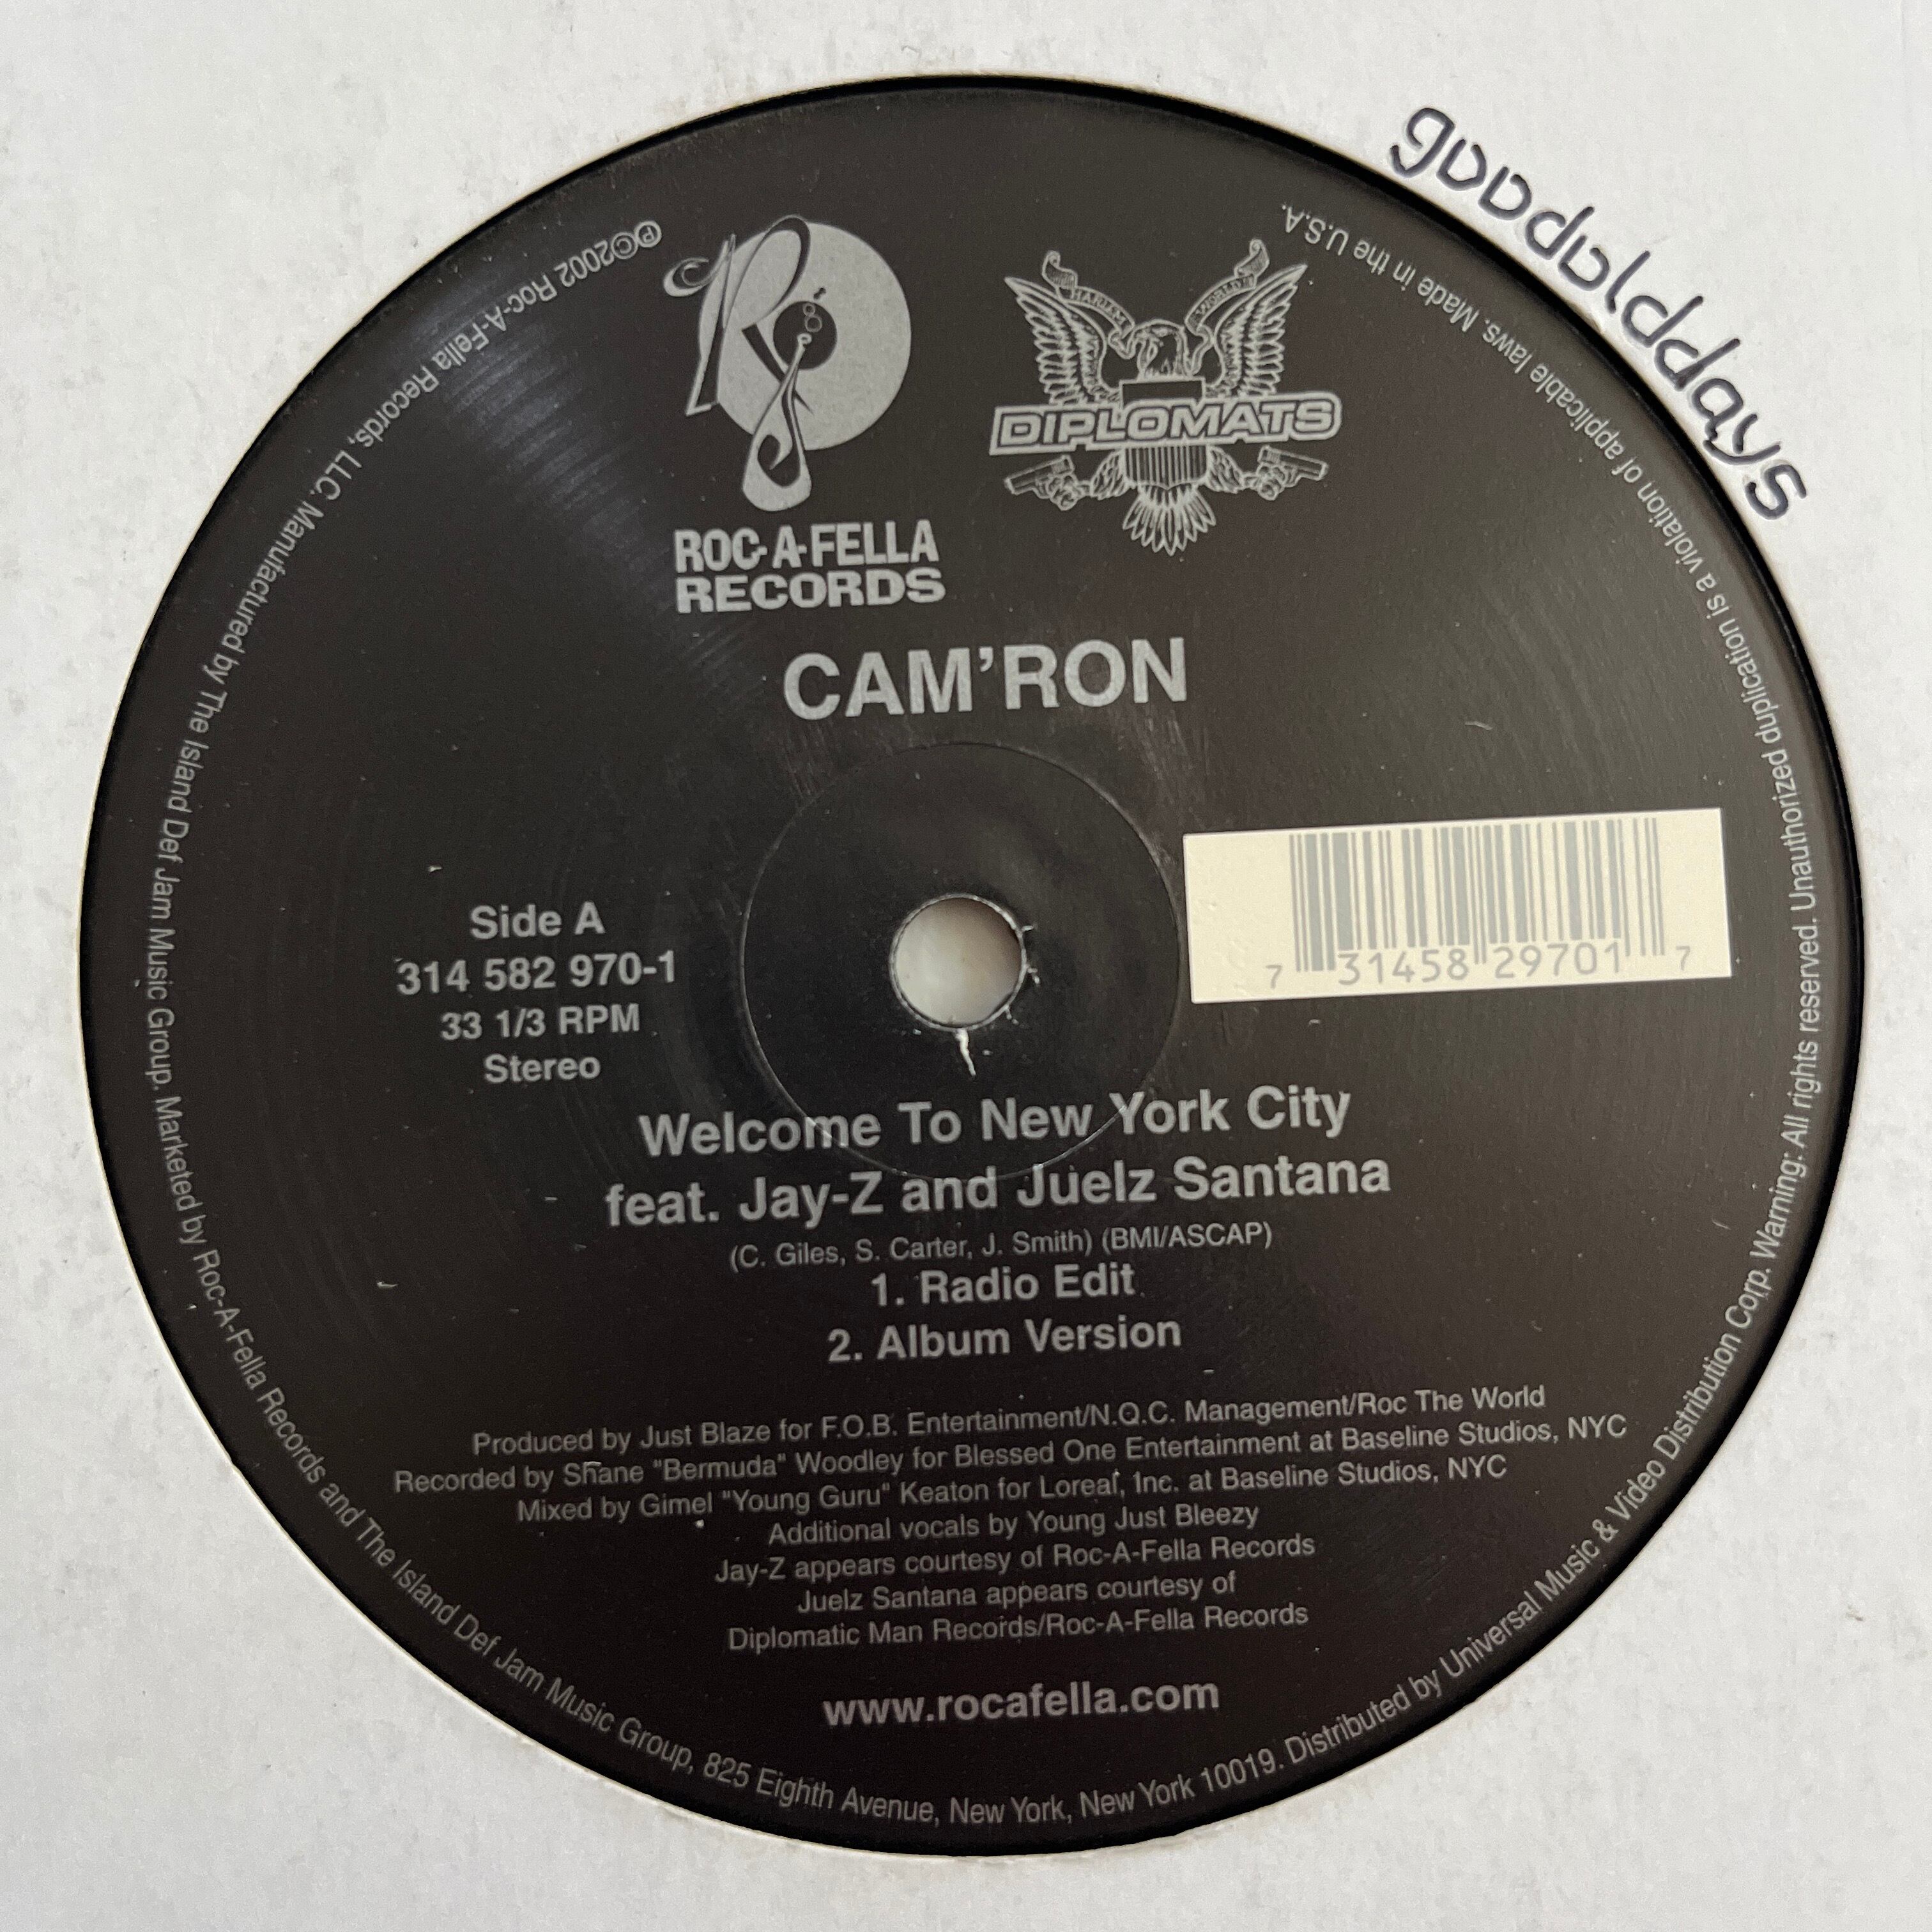 goodolddays
HARLEM WORLD
DIPLOMATS
ROC-A-FELLA
RECORDS
CAM'RON
Side A
314 582 970-1
33 1/3 RPM
Stereo
7 31458 29701 7
Welcome To New York City
feat. Jay-Z and Juelz Santana
(C. Giles, S. Carter, J. Smith) (BMI/ASCAP)
1. Radio Edit
2. Album Version
Produced by Just Blaze for F.O.B. Entertainment/N.Q.C. Management/Roc The World
Recorded by Shane "Bermuda" Woodley for Blessed One Entertainment at Baseline Studios, NYC
Mixed by Gimel "Young Guru" Keaton for Loreal, Inc. at Baseline Studios, NYC
Additional vocals by Young Just Bleezy
Jay-Z appears courtesy of Roc-A-Fella Records
Juelz Santana appears courtesy of
Diplomatic Man Records/Roc-A-Fella Records
www.rocafella.com
℗©2002 Roc-A-Fella Records, LLC. Manufactured by The Island Def Jam Music Group. Marketed by Roc-A-Fella Records and The Island Def Jam Music Group, 825 Eighth Avenue, New York, New York 10019. Distributed by Universal Music & Video Distribution Corp. Warning: All rights reserved. Unauthorized duplication is a violation of applicable laws. Made in the U.S.A.